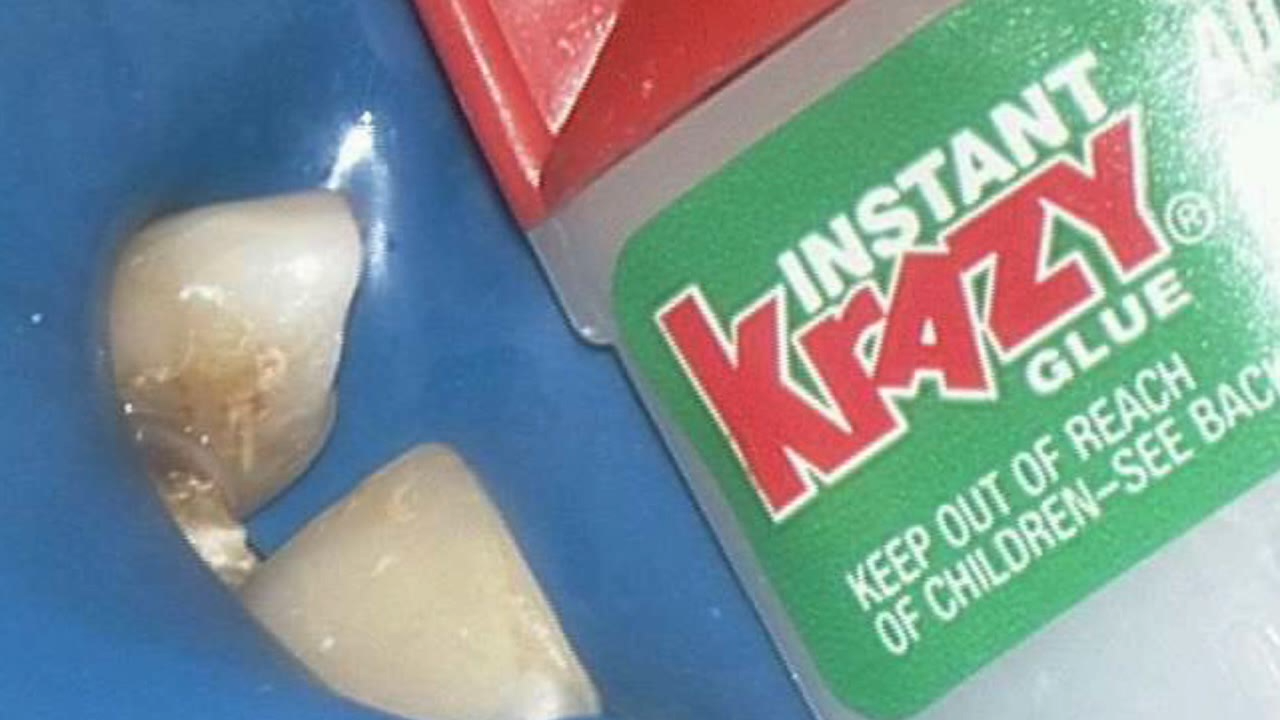 INSTANT
KrAZY®
GLUE
KEEP OUT OF REACH
OF CHILDREN–SEE BACK